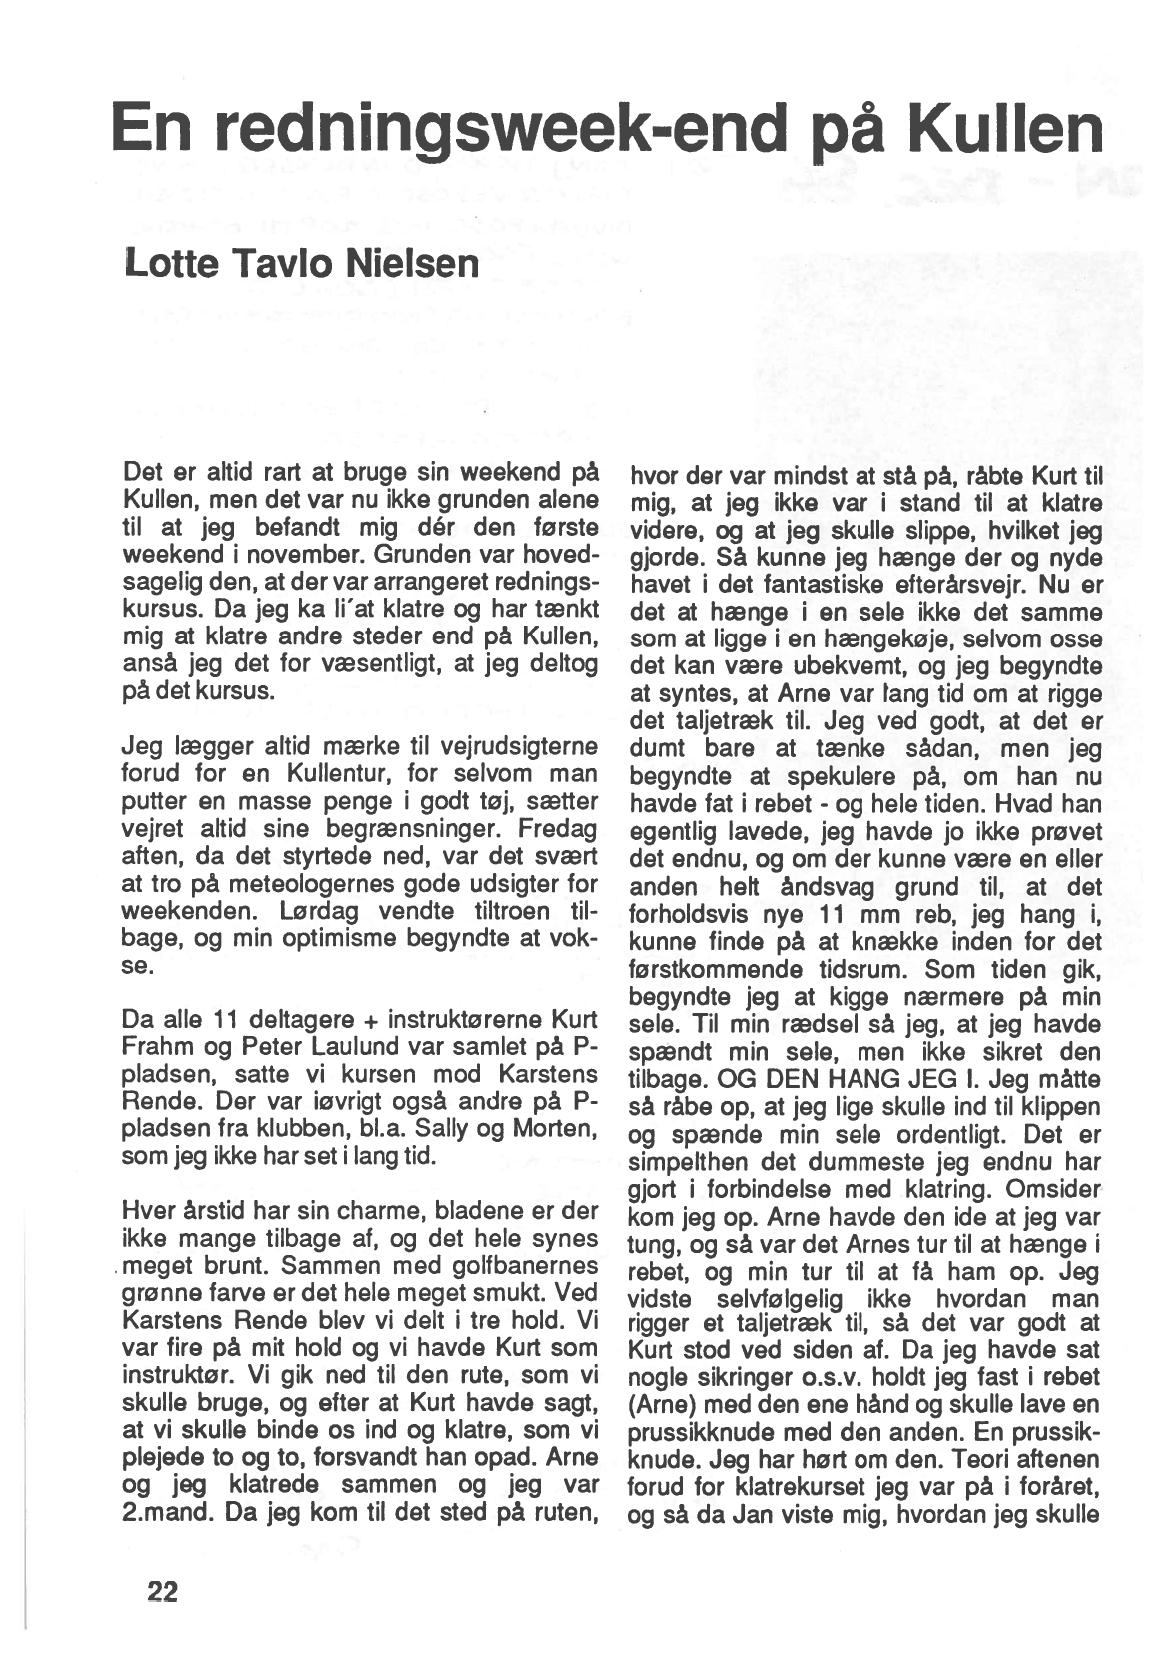 En redningsweek-end på Kullen
Lotte Tavlo Nielsen
Det er altid rart at bruge sin weekend på
Kullen, men det var nu ikke grunden alene
til at jeg befandt mig dér den første
weekend i november. Grunden var hoved-
sagelig den, at der var arrangeret rednings-
kursus. Da jeg ka li´at klatre og har tænkt
mig at klatre andre steder end på Kullen,
anså jeg det for væsentligt, at jeg deltog
på det kursus.
Jeg lægger altid mærke til vejrudsigterne
forud for en Kullentur, for selvom man
putter en masse penge i godt tøj, sætter
vejret altid sine begrænsninger. Fredag
aften, da det styrtede ned, var det svært
at tro på meteologernes gode udsigter for
weekenden. Lørdag vendte tiltroen til-
bage, og min optimisme begyndte at vok-
se.
Da alle 11 deltagere + instruktørerne Kurt
Frahm og Peter Laulund var samlet på P-
pladsen, satte vi kursen mod Karstens
Rende. Der var iøvrigt også andre på P-
pladsen fra klubben, bl.a. Sally og Morten,
som jeg ikke har set i lang tid.
Hver årstid har sin charme, bladene er der
ikke mange tilbage af, og det hele synes
meget brunt. Sammen med golfbanernes
grønne farve er det hele meget smukt. Ved
Karstens Rende blev vi delt i tre hold. Vi
var fire på mit hold og vi havde Kurt som
instruktør. Vi gik ned til den rute, som vi
skulle bruge, og efter at Kurt havde sagt,
at vi skulle binde os ind og klatre, som vi
plejede to og to, forsvandt han opad. Arne
og jeg klatrede sammen og jeg var
2.mand. Da jeg kom til det sted på ruten,
hvor der var mindst at stå på, råbte Kurt til
mig, at jeg ikke var i stand til at klatre
videre, og at jeg skulle slippe, hvilket jeg
gjorde. Så kunne jeg hænge der og nyde
havet i det fantastiske efterårsvejr. Nu er
det at hænge i en sele ikke det samme
som at ligge i en hængekøje, selvom osse
det kan være ubekvemt, og jeg begyndte
at syntes, at Arne var lang tid om at rigge
det taljetræk til. Jeg ved godt, at det er
dumt bare at tænke sådan, men jeg
begyndte at spekulere på, om han nu
havde fat i rebet - og hele tiden. Hvad han
egentlig lavede, jeg havde jo ikke prøvet
det endnu, og om der kunne være en eller
anden helt åndsvag grund til, at det
forholdsvis nye 11 mm reb, jeg hang i,
kunne finde på at knække inden for det
førstkommende tidsrum. Som tiden gik,
begyndte jeg at kigge nærmere på min
sele. Til min rædsel så jeg, at jeg havde
spændt min sele, men ikke sikret den
tilbage. OG DEN HANG JEG I. Jeg måtte
så råbe op, at jeg lige skulle ind til klippen
og spænde min sele ordentligt. Det er
simpelthen det dummeste jeg endnu har
gjort i forbindelse med klatring. Omsider
kom jeg op. Arne havde den ide at jeg var
tung, og så var det Arnes tur til at hænge i
rebet, og min tur til at få ham op. Jeg
vidste selvfølgelig ikke hvordan man
rigger et taljetræk til, så det var godt at
Kurt stod ved siden af. Da jeg havde sat
nogle sikringer o.s.v. holdt jeg fast i rebet
(Arne) med den ene hånd og skulle lave en
prussikknude med den anden. En prussik-
knude. Jeg har hørt om den. Teori aftenen
forud for klatrekurset jeg var på i foråret,
og så da Jan viste mig, hvordan jeg skulle
22